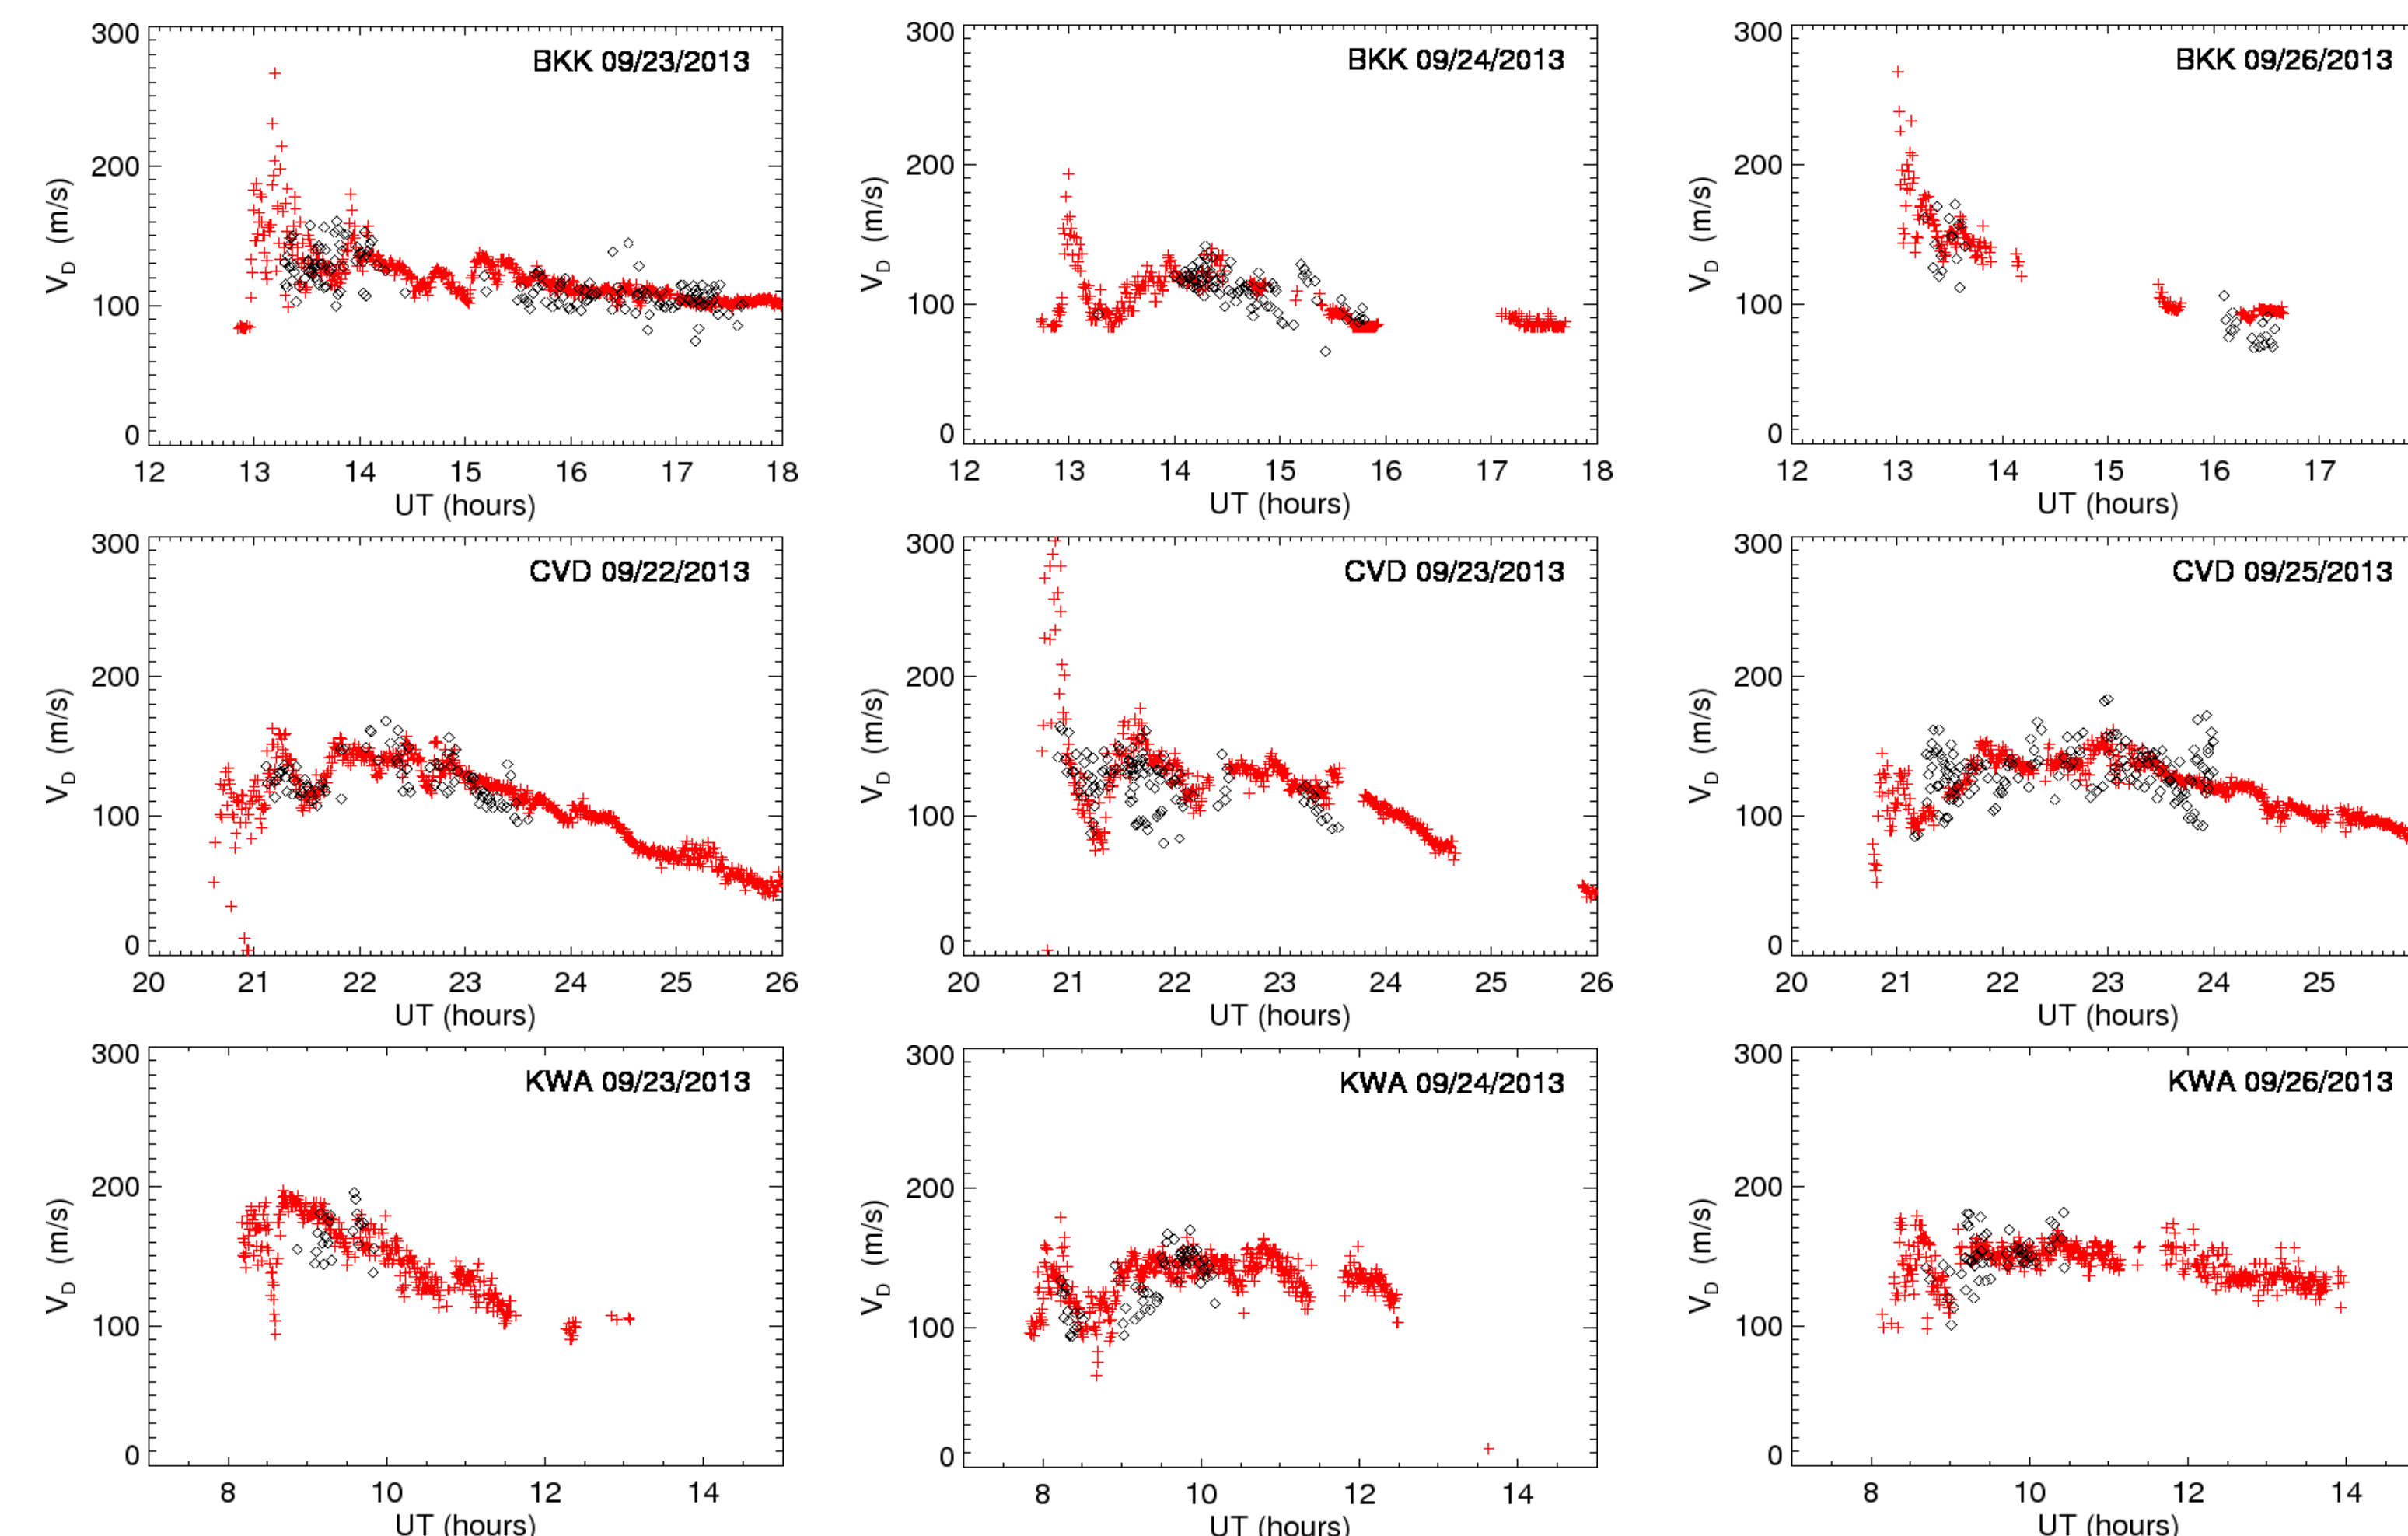 BKK 09/23/2013
300
200
100
0
V_D (m/s)
12 13 14 15 16 17 18
UT (hours)
BKK 09/24/2013
300
200
100
0
V_D (m/s)
12 13 14 15 16 17 18
UT (hours)
BKK 09/26/2013
300
200
100
0
V_D (m/s)
12 13 14 15 16 17
UT (hours)
CVD 09/22/2013
300
200
100
0
V_D (m/s)
20 21 22 23 24 25 26
UT (hours)
CVD 09/23/2013
300
200
100
0
V_D (m/s)
20 21 22 23 24 25 26
UT (hours)
CVD 09/25/2013
300
200
100
0
V_D (m/s)
20 21 22 23 24 25
UT (hours)
KWA 09/23/2013
300
200
100
0
V_D (m/s)
8 10 12 14
UT (hours)
KWA 09/24/2013
300
200
100
0
V_D (m/s)
8 10 12 14
UT (hours)
KWA 09/26/2013
300
200
100
0
V_D (m/s)
8 10 12 14
UT (hours)